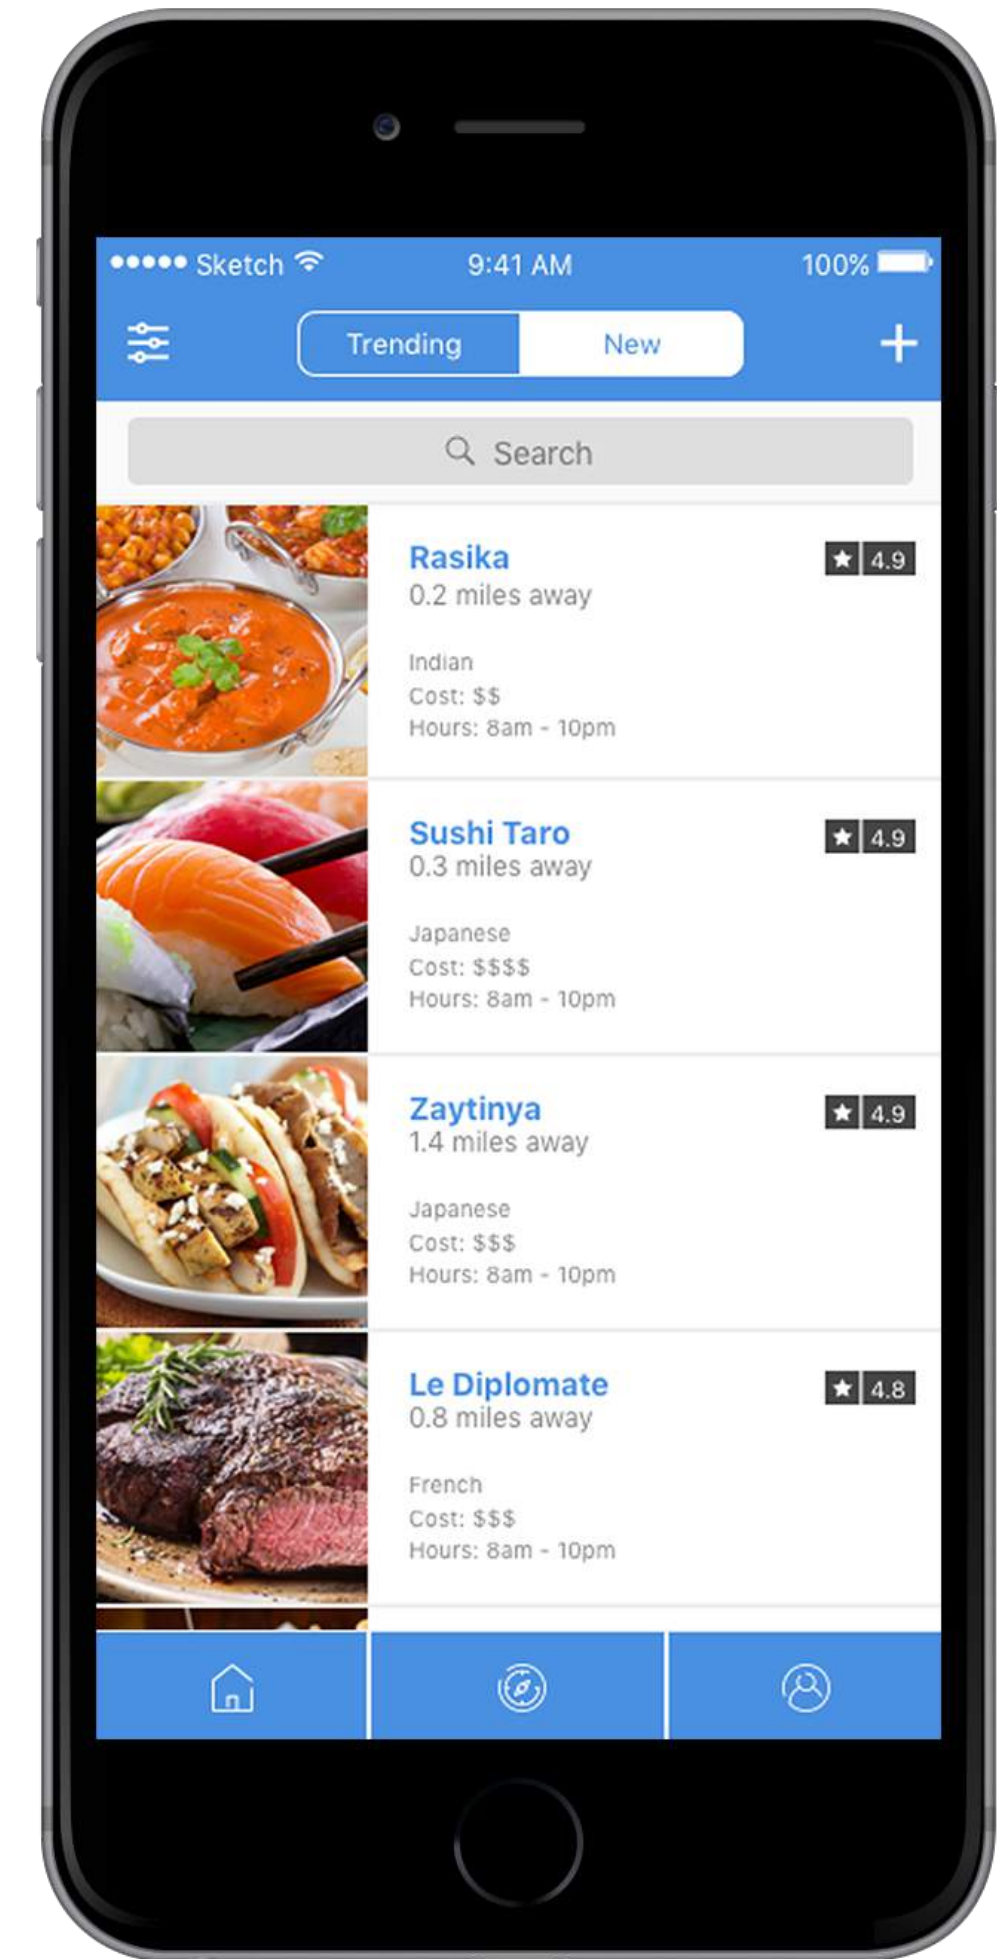 ●●●●● Sketch 9:41 AM 100%
Trending New
Search
Rasika 4.9
0.2 miles away
Indian
Cost: $$
Hours: 8am - 10pm
Sushi Taro 4.9
0.3 miles away
Japanese
Cost: $$$$
Hours: 8am - 10pm
Zaytinya 4.9
1.4 miles away
Japanese
Cost: $$$
Hours: 8am - 10pm
Le Diplomate 4.8
0.8 miles away
French
Cost: $$$
Hours: 8am - 10pm